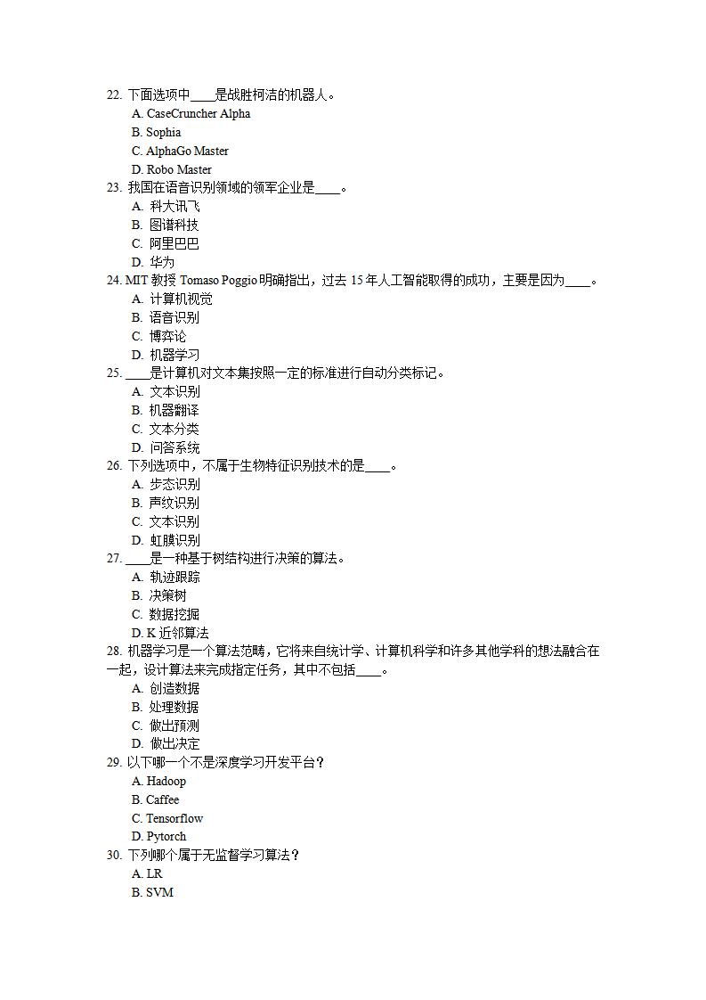 22. 下面选项中____是战胜柯洁的机器人。
A. CaseCruncher Alpha
B. Sophia
C. AlphaGo Master
D. Robo Master
23. 我国在语音识别领域的领军企业是____。
A. 科大讯飞
B. 图谱科技
C. 阿里巴巴
D. 华为
24. MIT 教授 Tomaso Poggio 明确指出，过去 15 年人工智能取得的成功，主要是因为____。
A. 计算机视觉
B. 语音识别
C. 博弈论
D. 机器学习
25. ____是计算机对文本集按照一定的标准进行自动分类标记。
A. 文本识别
B. 机器翻译
C. 文本分类
D. 问答系统
26. 下列选项中，不属于生物特征识别技术的是____。
A. 步态识别
B. 声纹识别
C. 文本识别
D. 虹膜识别
27. ____是一种基于树结构进行决策的算法。
A. 轨迹跟踪
B. 决策树
C. 数据挖掘
D. K 近邻算法
28. 机器学习是一个算法范畴，它将来自统计学、计算机科学和许多其他学科的想法融合在
一起，设计算法来完成指定任务，其中不包括____。
A. 创造数据
B. 处理数据
C. 做出预测
D. 做出决定
29. 以下哪一个不是深度学习开发平台？
A. Hadoop
B. Caffee
C. Tensorflow
D. Pytorch
30. 下列哪个属于无监督学习算法？
A. LR
B. SVM